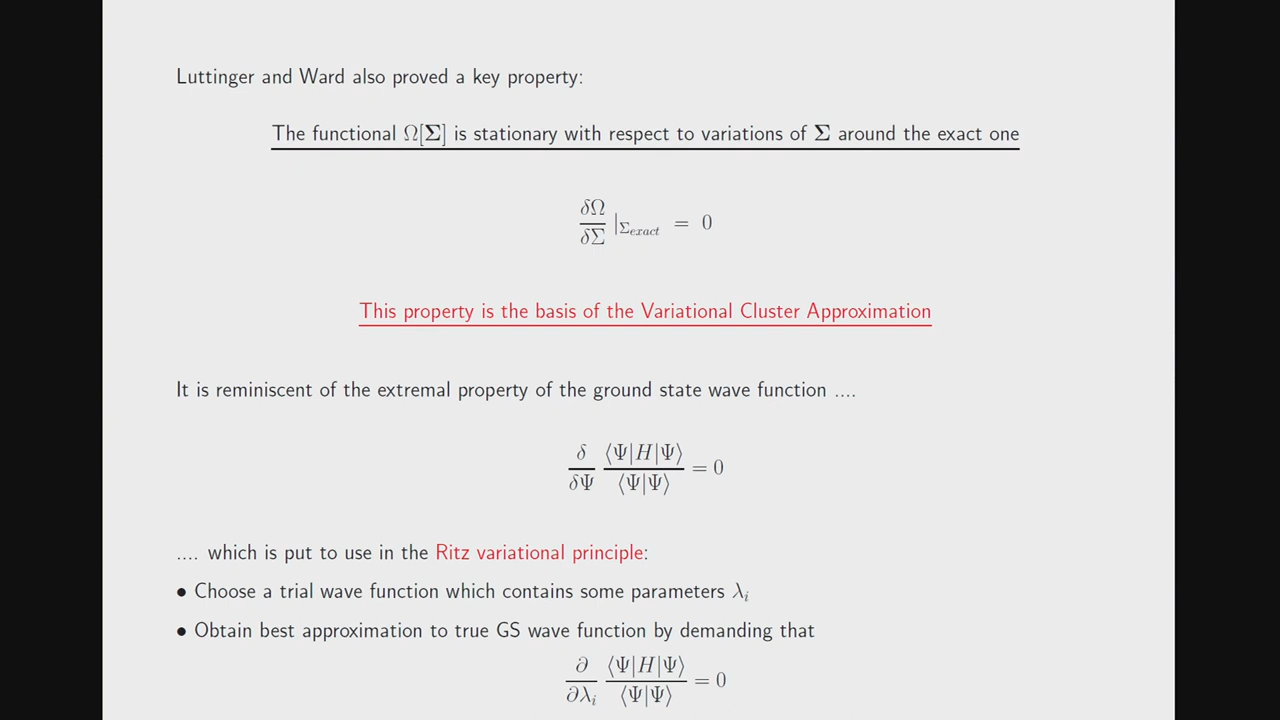 Luttinger and Ward also proved a key property:
The functional Ω[Σ] is stationary with respect to variations of Σ around the exact one
δΩ/δΣ |Σexact = 0
This property is the basis of the Variational Cluster Approximation
It is reminiscent of the extremal property of the ground state wave function ....
δ/δΨ ⟨Ψ|H|Ψ⟩/⟨Ψ|Ψ⟩ = 0
.... which is put to use in the Ritz variational principle:
• Choose a trial wave function which contains some parameters λi
• Obtain best approximation to true GS wave function by demanding that
∂/∂λi ⟨Ψ|H|Ψ⟩/⟨Ψ|Ψ⟩ = 0